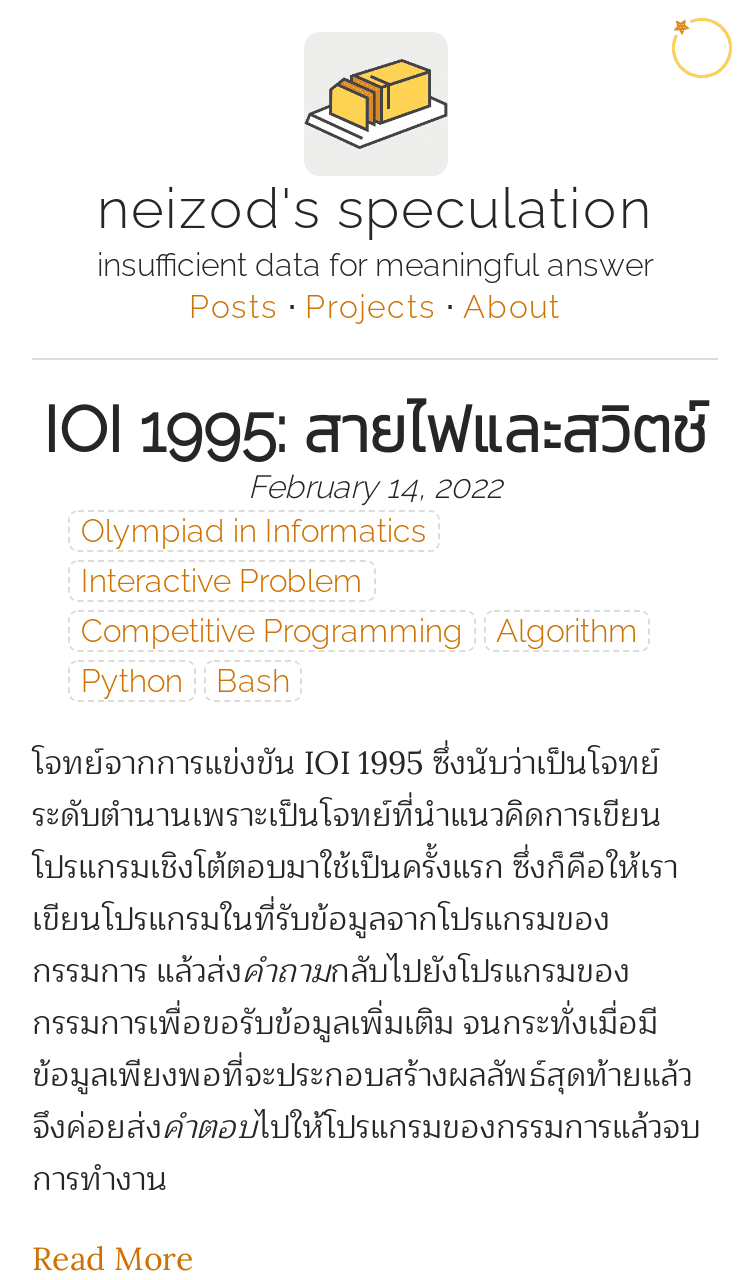 neizod's speculation
insufficient data for meaningful answer
Posts · Projects · About
IOI 1995: สายไฟและสวิตช์
February 14, 2022
Olympiad in Informatics
Interactive Problem
Competitive Programming Algorithm
Python Bash
โจทย์จากการแข่งขัน IOI 1995 ซึ่งนับว่าเป็นโจทย์
ระดับตำนานเพราะเป็นโจทย์ที่นำแนวคิดการเขียน
โปรแกรมเชิงโต้ตอบมาใช้เป็นครั้งแรก ซึ่งก็คือให้เรา
เขียนโปรแกรมในที่รับข้อมูลจากโปรแกรมของ
กรรมการ แล้วส่งคำถามกลับไปยังโปรแกรมของ
กรรมการเพื่อขอรับข้อมูลเพิ่มเติม จนกระทั่งเมื่อมี
ข้อมูลเพียงพอที่จะประกอบสร้างผลลัพธ์สุดท้ายแล้ว
จึงค่อยส่งคำตอบไปให้โปรแกรมของกรรมการแล้วจบ
การทำงาน
Read More